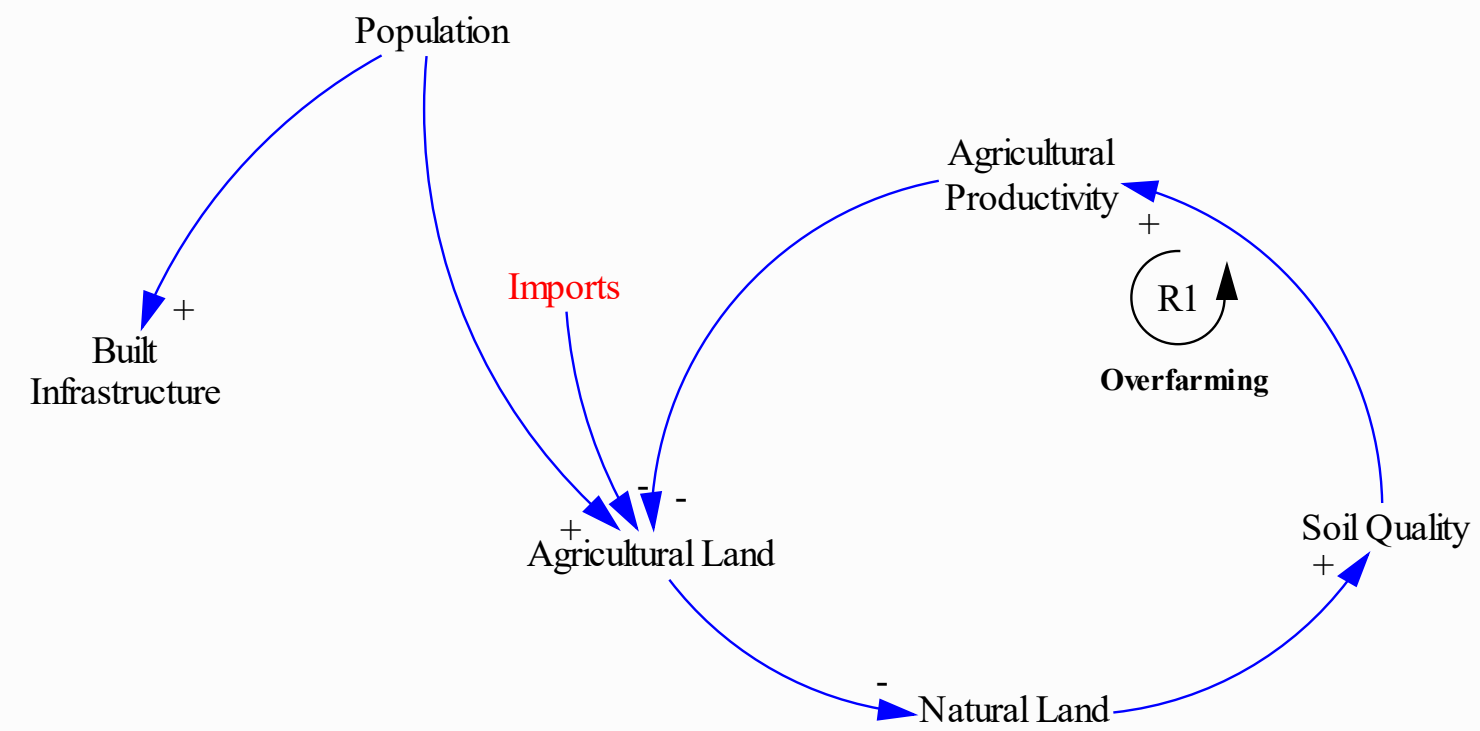 Population
Agricultural
Productivity
+
Imports
R1
+
Built
Infrastructure
Overfarming
-
-
+
Agricultural Land
Soil Quality
+
-
Natural Land